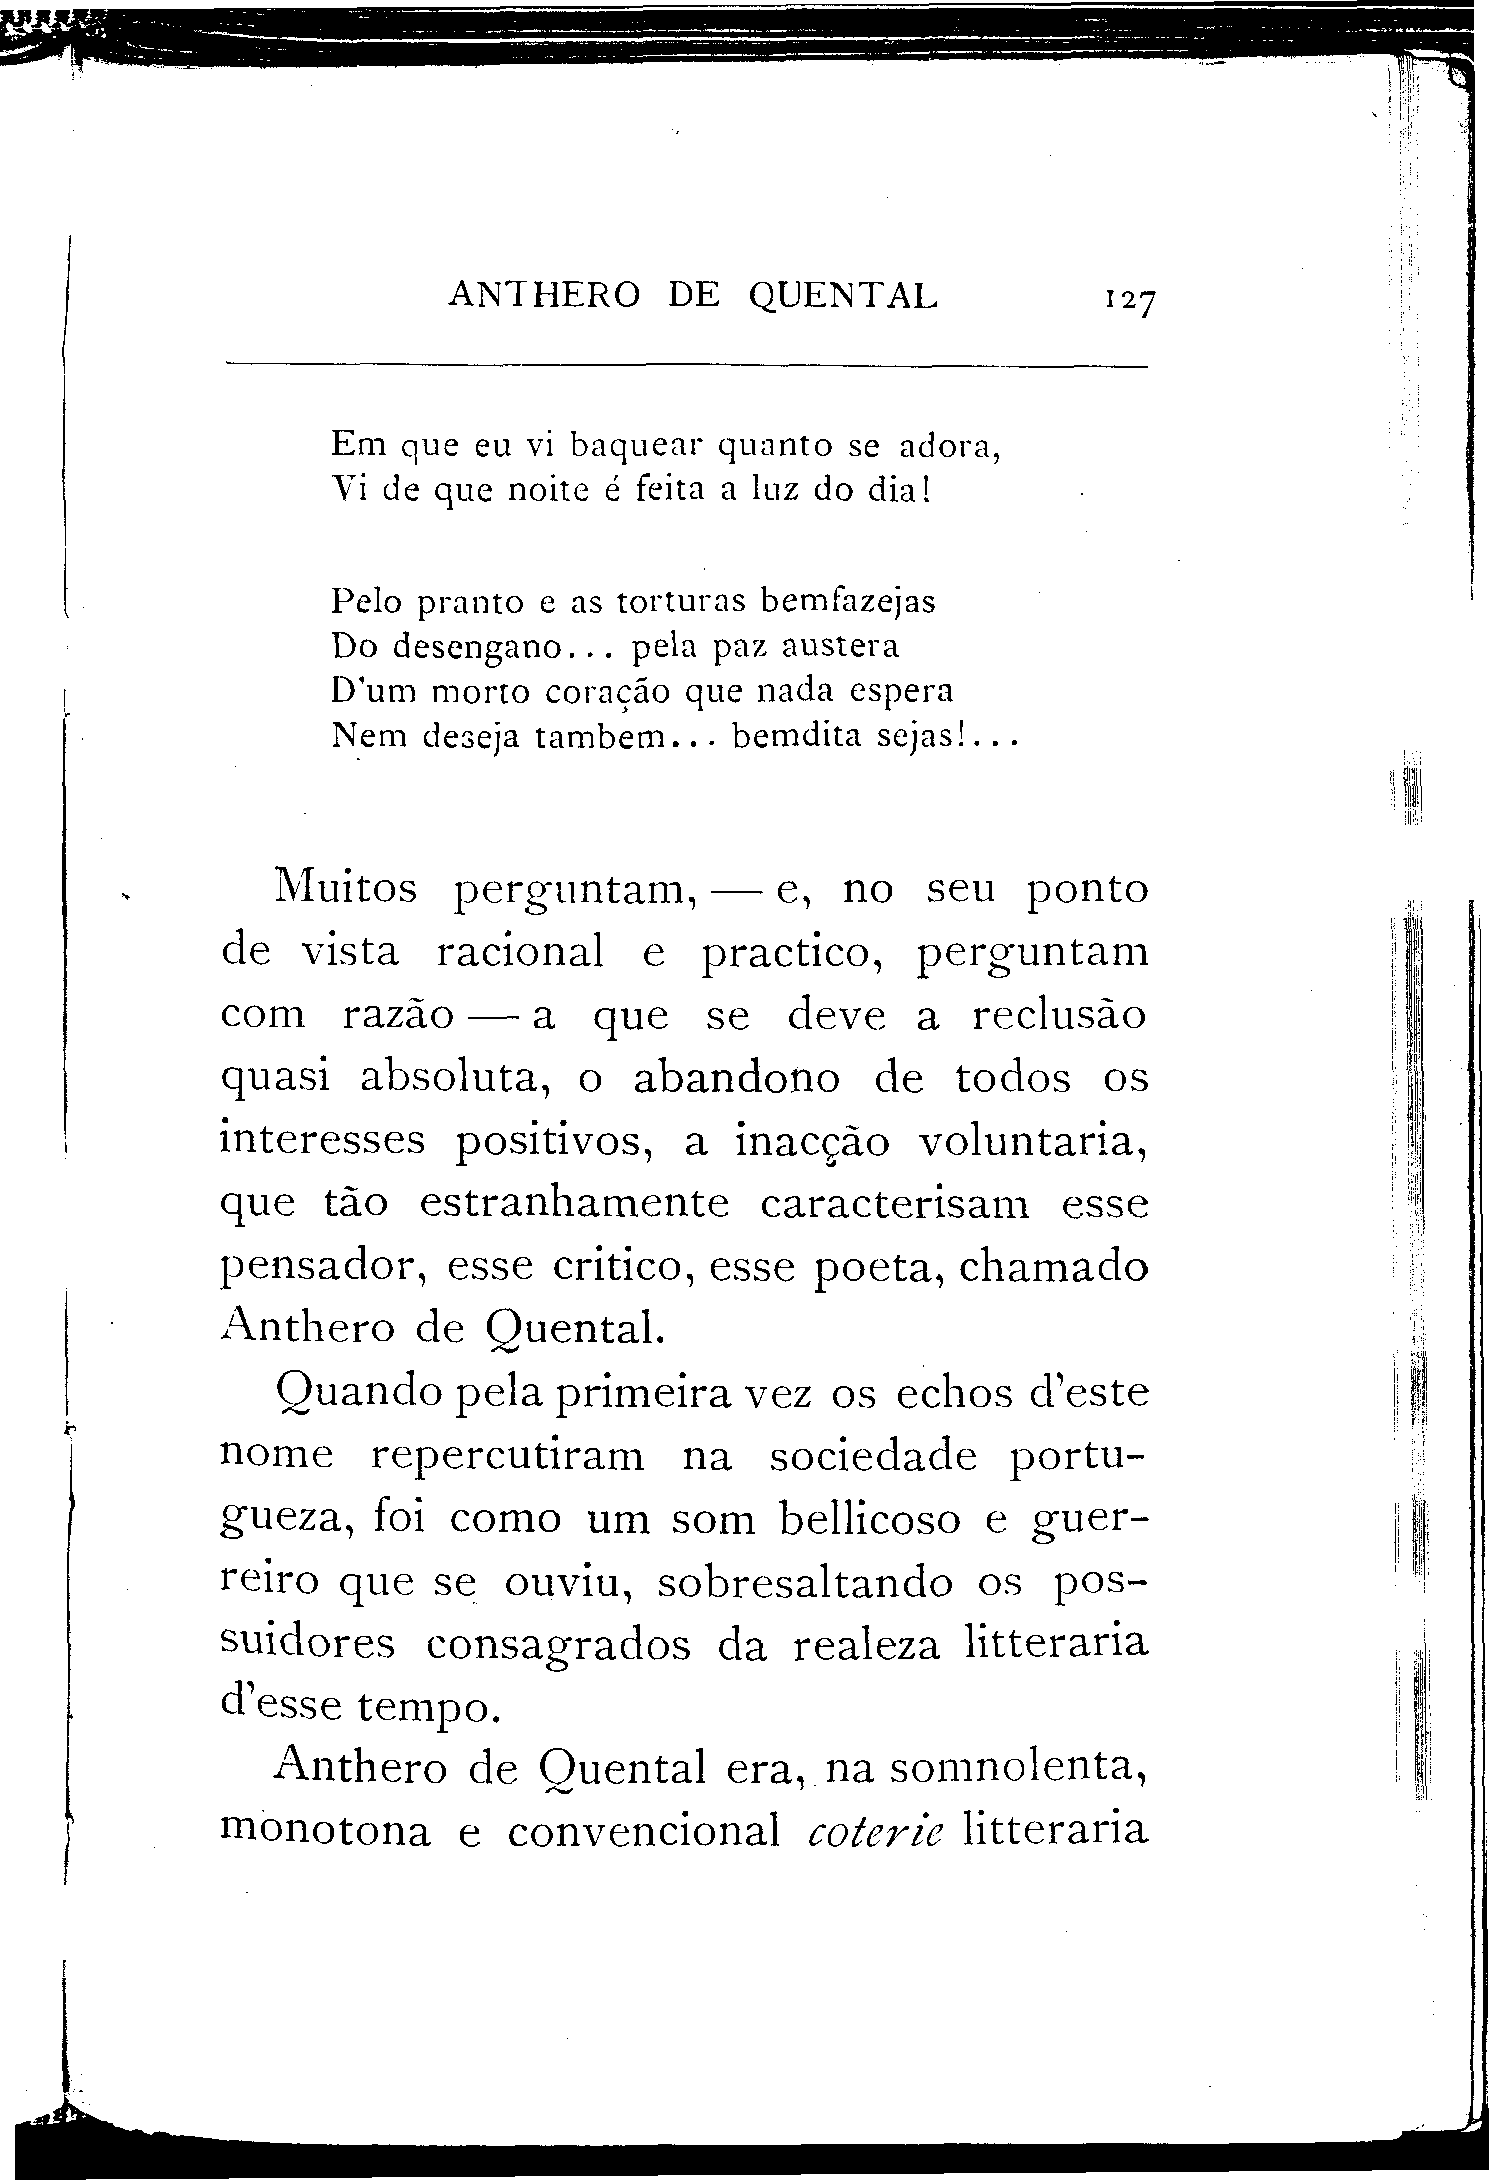 ANTHERO DE QUENTAL 127
Em que eu vi baquear quanto se adora,
Vi de que noite é feita a luz do dia!
Pelo pranto e as torturas bemfazejas
Do desengano... pela paz austera
D'um morto coração que nada espera
Nem deseja tambem... bemdita sejas!...
Muitos perguntam, — e, no seu ponto
de vista racional e practico, perguntam
com razão — a que se deve a reclusão
quasi absoluta, o abandono de todos os
interesses positivos, a inacção voluntaria,
que tão estranhamente caracterisam esse
pensador, esse critico, esse poeta, chamado
Anthero de Quental.
Quando pela primeira vez os echos d'este
nome repercutiram na sociedade portu-
gueza, foi como um som bellicoso e guer-
reiro que se ouviu, sobresaltando os pos-
suidores consagrados da realeza litteraria
d'esse tempo.
Anthero de Quental era, na somnolenta,
monotona e convencional coterie litteraria